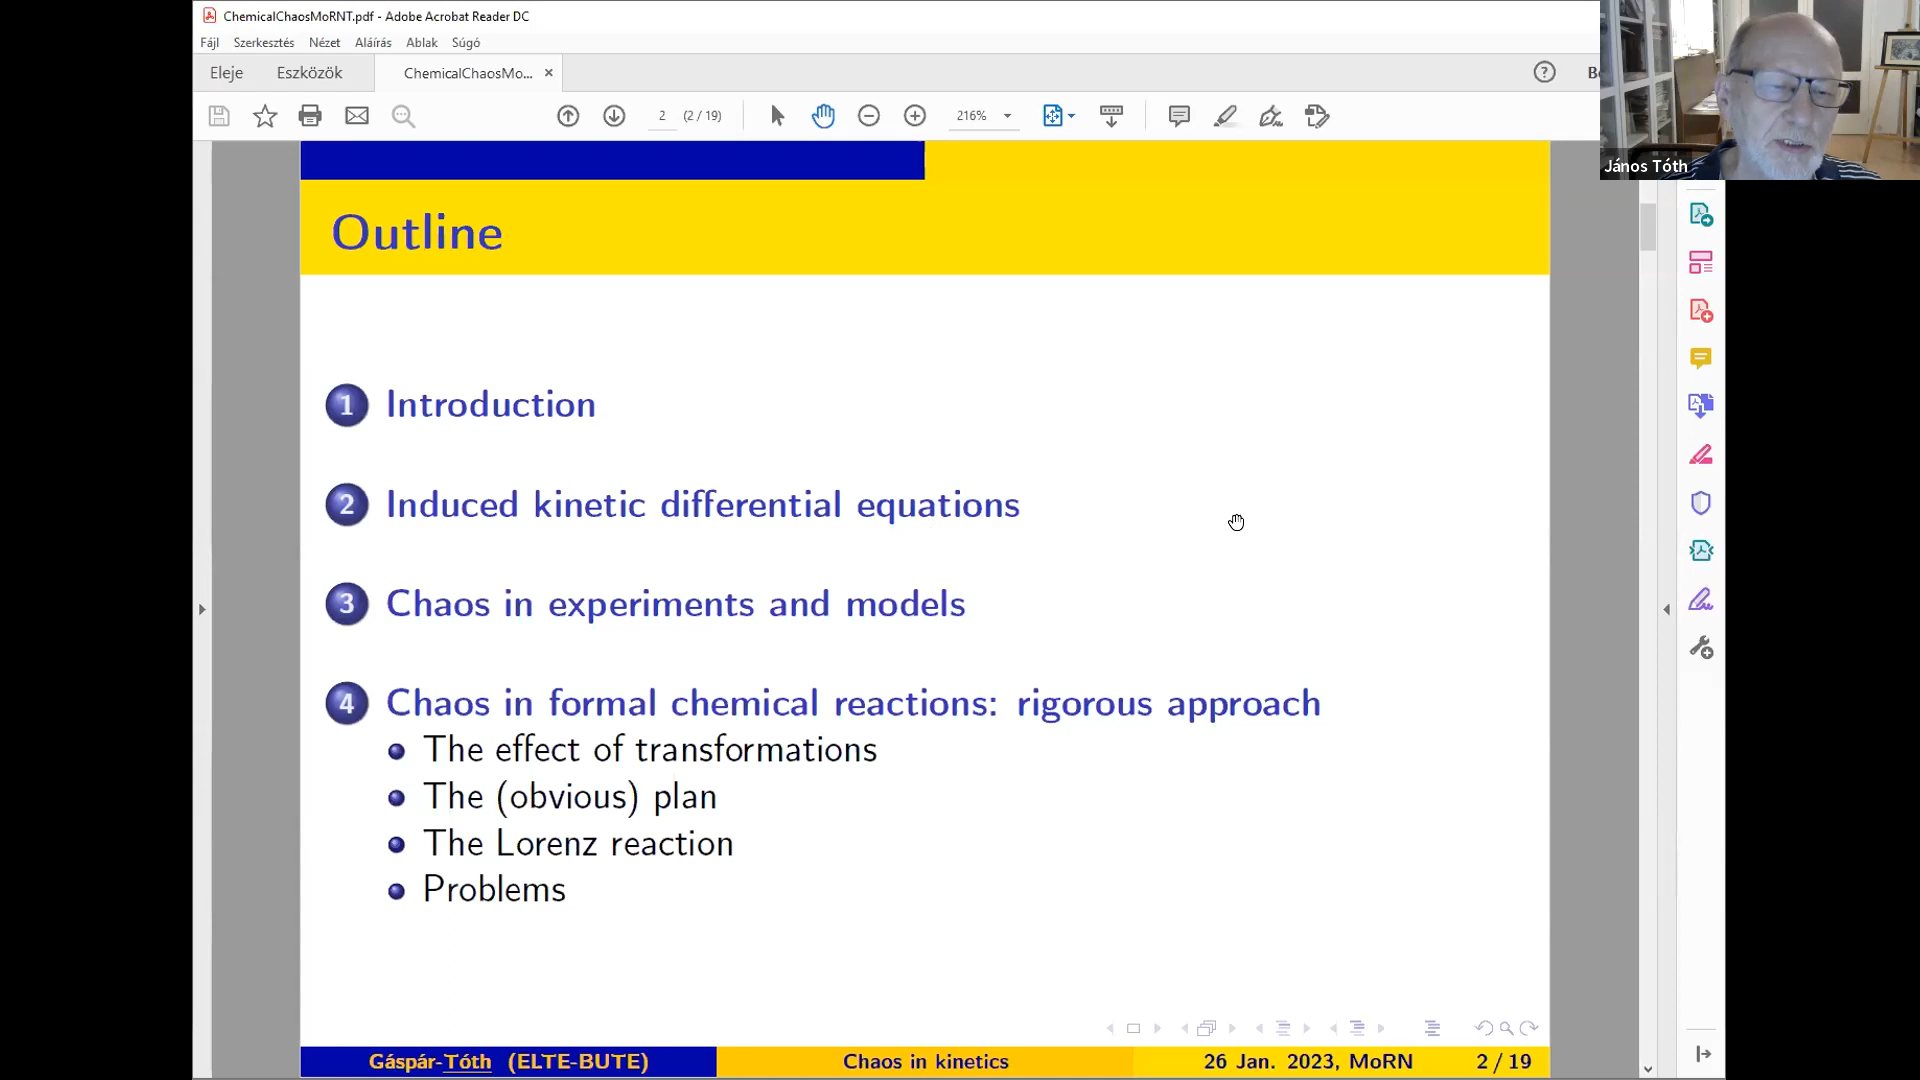 ChemicalChaosMoRNT.pdf - Adobe Acrobat Reader DC
Fájl Szerkesztés Nézet Aláírás Ablak Súgó
Eleje Eszközök ChemicalChaosMo... ×
2 (2 / 19) 216%
János Tóth
Outline
1 Introduction
2 Induced kinetic differential equations
3 Chaos in experiments and models
4 Chaos in formal chemical reactions: rigorous approach
The effect of transformations
The (obvious) plan
The Lorenz reaction
Problems
Gáspár-Tóth (ELTE-BUTE) Chaos in kinetics 26 Jan. 2023, MoRN 2 / 19